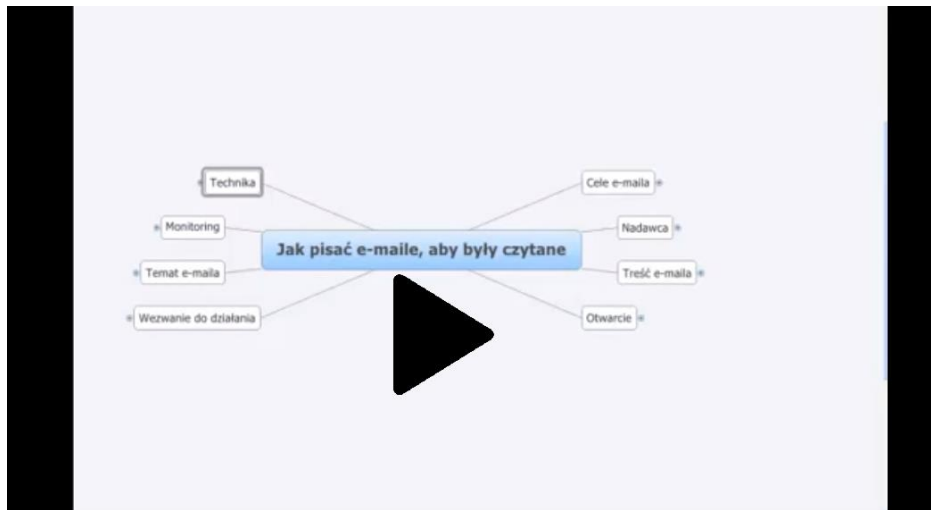 Technika
Cele e-maila
Monitoring
Nadawca
Jak pisać e-maile, aby były czytane
Temat e-maila
Treść e-maila
Wezwanie do działania
Otwarcie